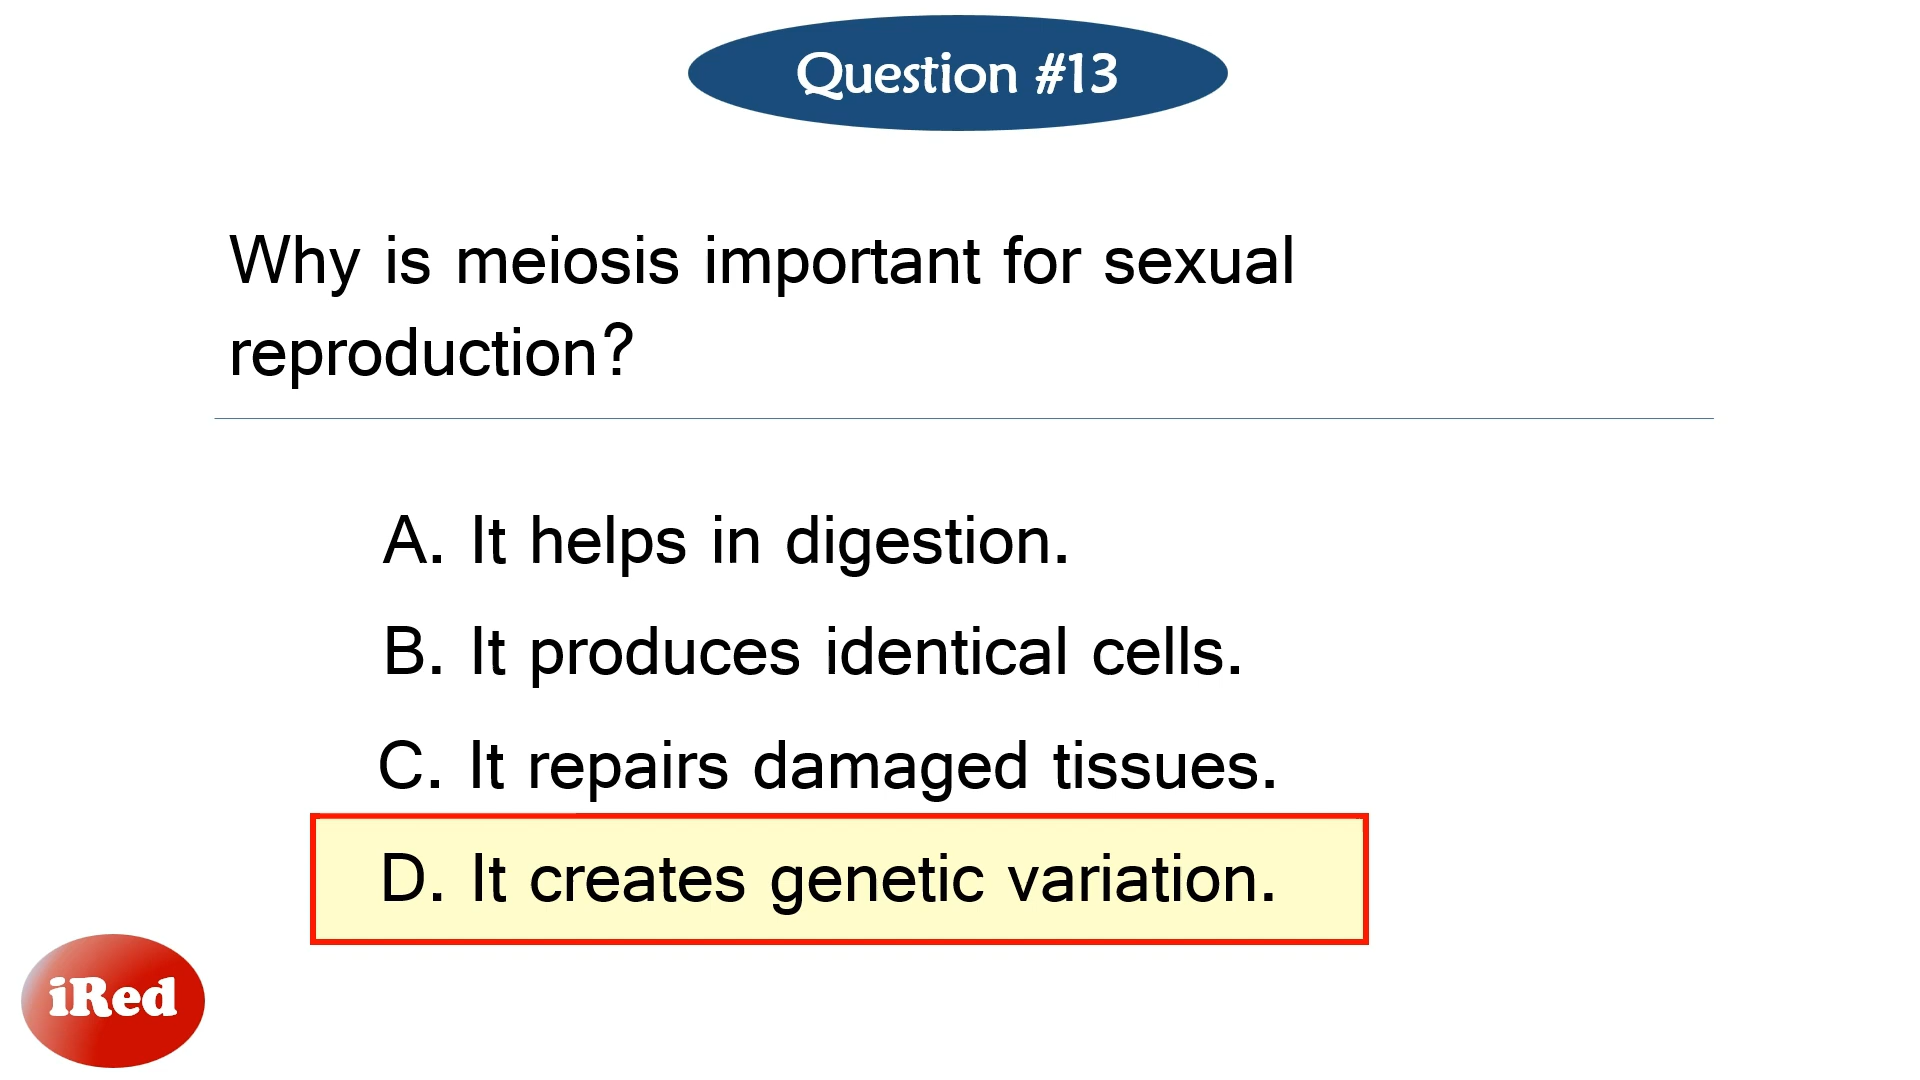 Question #13
Why is meiosis important for sexual
reproduction?
A. It helps in digestion.
B. It produces identical cells.
C. It repairs damaged tissues.
D. It creates genetic variation.
iRed